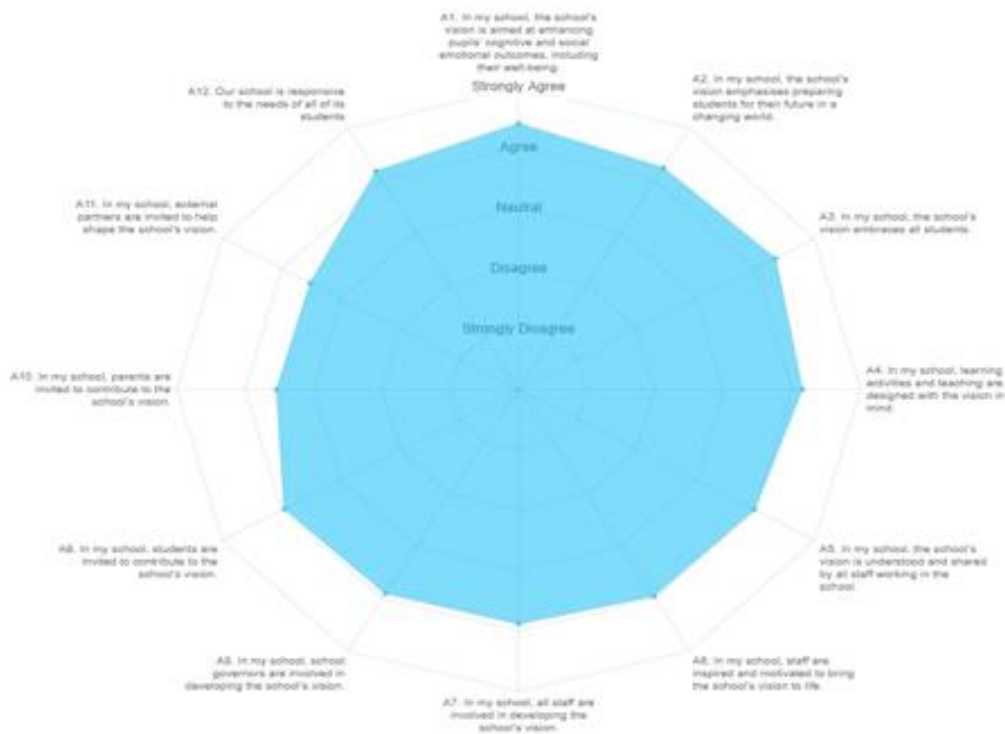 A1. In my school, the school's
vision is aimed at enhancing
pupils' cognitive and social
emotional outcomes, including
their well-being.
Strongly Agree
Agree
Neutral
Disagree
Strongly Disagree
A2. In my school, the school's
vision emphasises preparing
students for their future in a
changing world.
A3. In my school, the school's
vision embraces all students.
A4. In my school, learning
activities and teaching are
designed with the vision in
mind.
A5. In my school, the school's
vision is understood and shared
by all staff working in the
school.
A6. In my school, staff are
inspired and motivated to bring
the school's vision to life.
A7. In my school, all staff are
involved in developing the
school's vision.
A9. In my school, school
governors are involved in
developing the school's vision.
A8. In my school, students are
invited to contribute to the
school's vision.
A10. In my school, parents are
invited to contribute to the
school's vision.
A11. In my school, external
partners are invited to help
shape the school's vision.
A12. Our school is responsive
to the needs of all of its
students